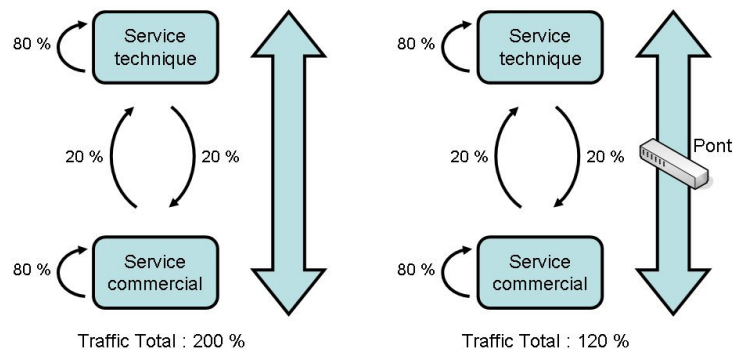 80 %
Service
technique
20 %
20 %
80 %
Service
commercial
Traffic Total : 200 %
80 %
Service
technique
20 %
20 %
Pont
80 %
Service
commercial
Traffic Total : 120 %